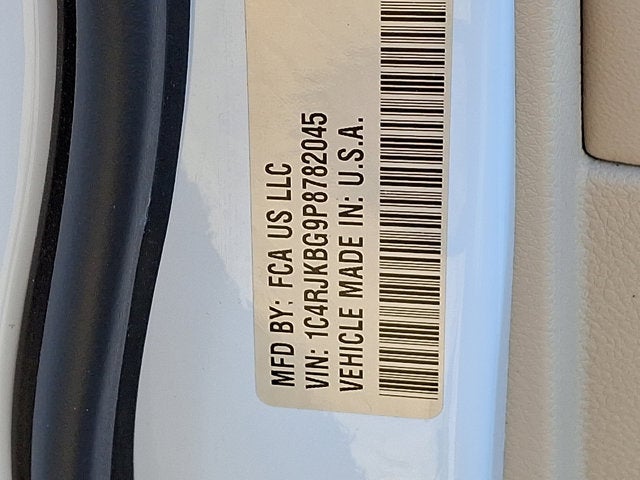 MFD BY: FCA US LLC
VIN: 1C4RJKBG9P8782045
VEHICLE MADE IN: U.S.A.